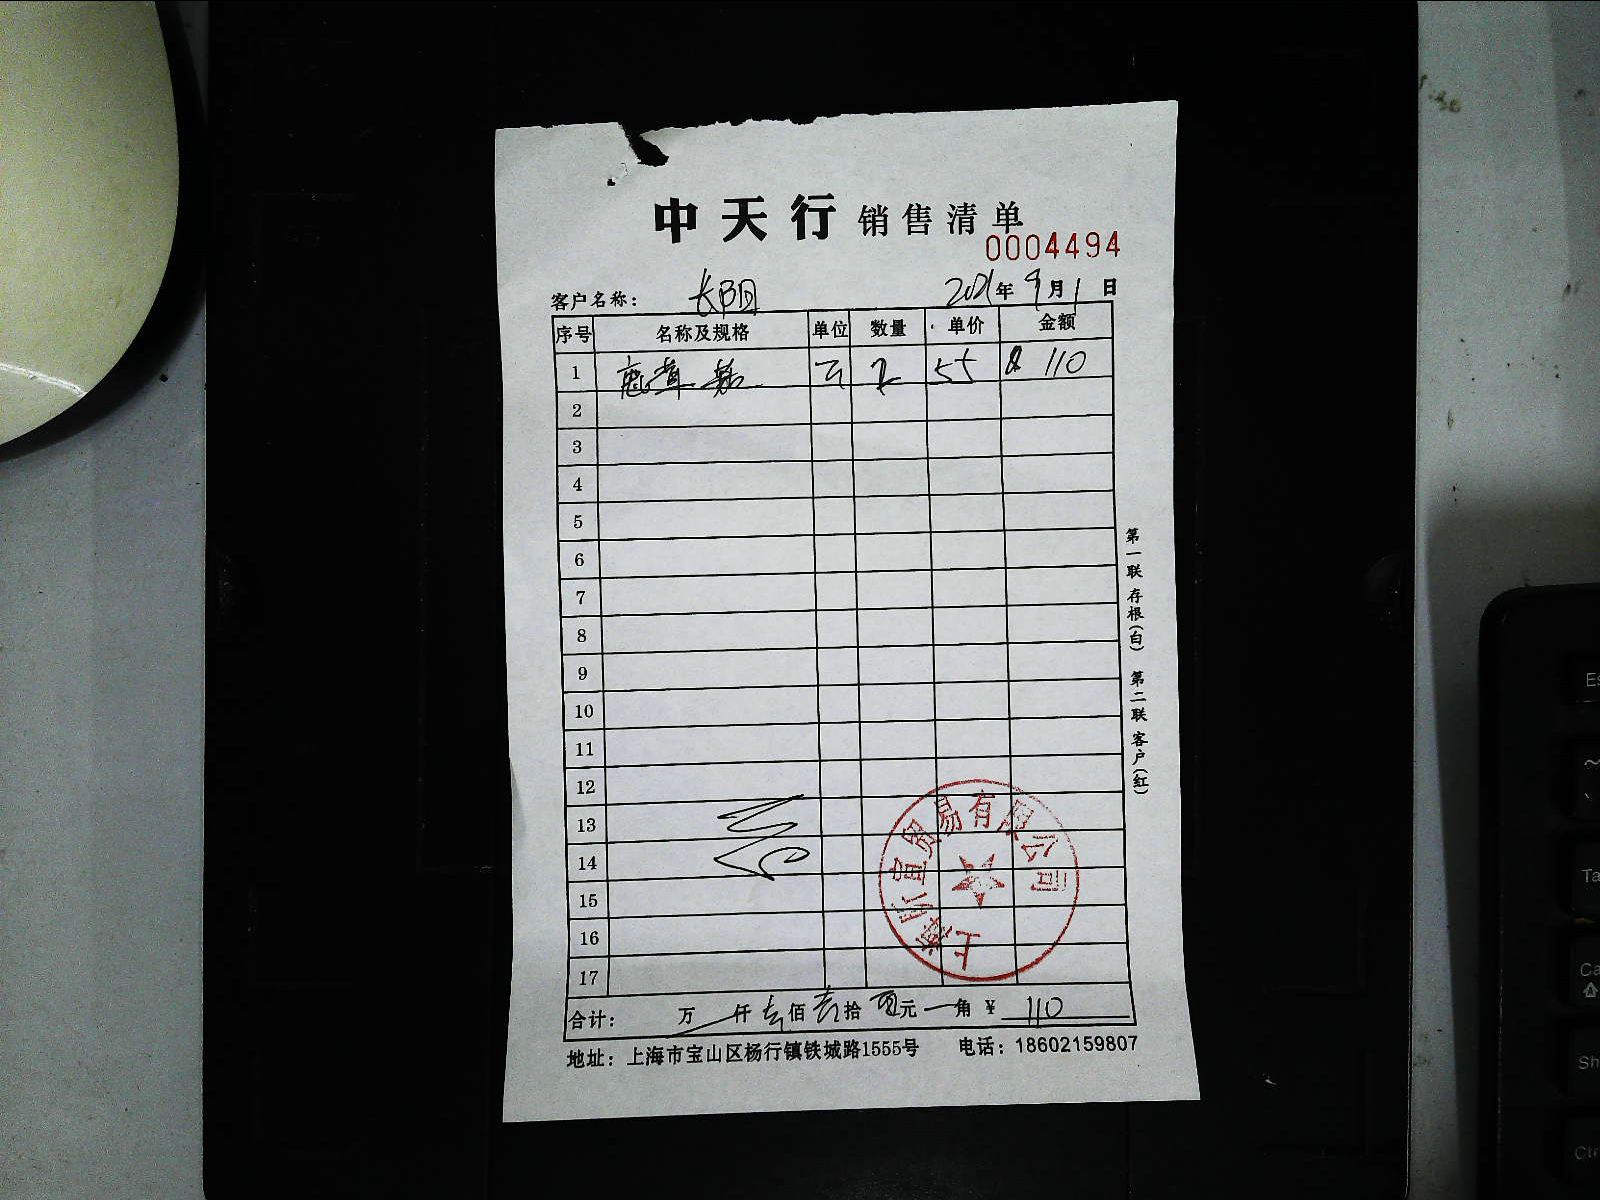 中天行 销售清单
0004494
客户名称： 2021年9月1日
序号 名称及规格 单位 数量 单价 金额
1 2 55 110
2
3
4
5
6
7
8
9
10
11
12
13
14
15
16
17
合计： 万 仟 壹 佰 壹 拾 元 角 ¥ 110
地址：上海市宝山区杨行镇铁城路1555号 电话：18602159807
第一联 存根(白) 第二联 客户(红)
宜贸易有限公司